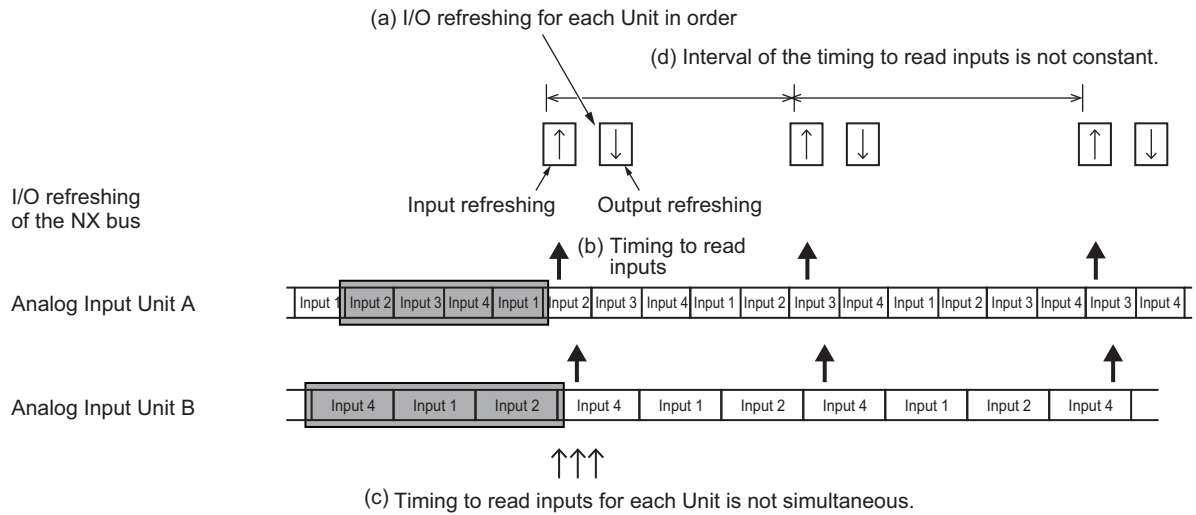 (a) I/O refreshing for each Unit in order
(d) Interval of the timing to read inputs is not constant.
I/O refreshing
of the NX bus
Input refreshing
Output refreshing
(b) Timing to read
inputs
Analog Input Unit A
Input 1 Input 2 Input 3 Input 4 Input 1 Input 2 Input 3 Input 4 Input 1 Input 2 Input 3 Input 4 Input 1 Input 2 Input 3 Input 4 Input 3 Input 4
Analog Input Unit B
Input 4 Input 1 Input 2 Input 4 Input 1 Input 2 Input 4 Input 1 Input 2 Input 4
(c) Timing to read inputs for each Unit is not simultaneous.